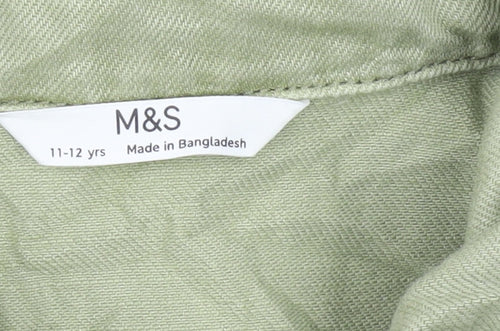 M&S
11-12 yrs Made in Bangladesh